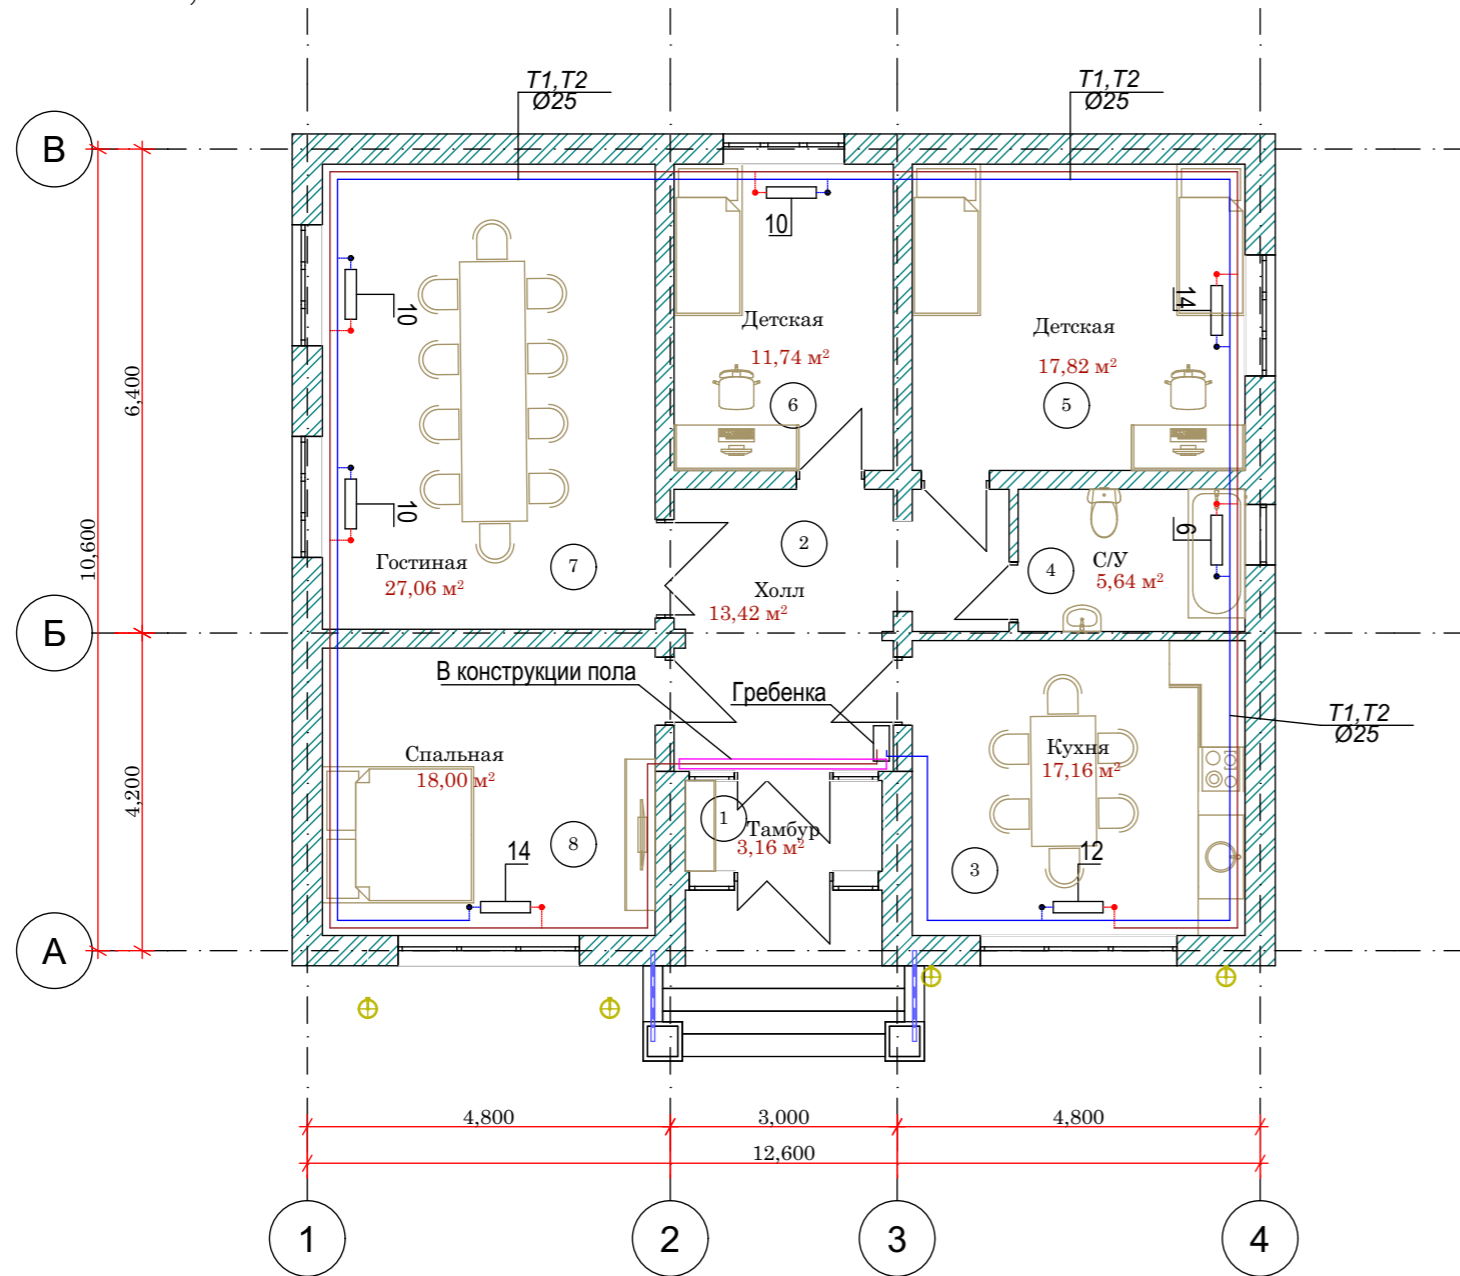 T1,T2
Ø25
T1,T2
Ø25
В
10
Детская
11,74 м²
6
14
Детская
17,82 м²
5
10
6,400
10
10,600
Гостиная
27,06 м²
7
2
Холл
13,42 м²
4
С/У
5,64 м²
6
Б
В конструкции пола
Гребенка
T1,T2
Ø25
Спальная
18,00 м²
Кухня
17,16 м²
4,200
1
Тамбур
3,16 м²
8
14
3
12
А
4,800
3,000
4,800
12,600
1
2
3
4